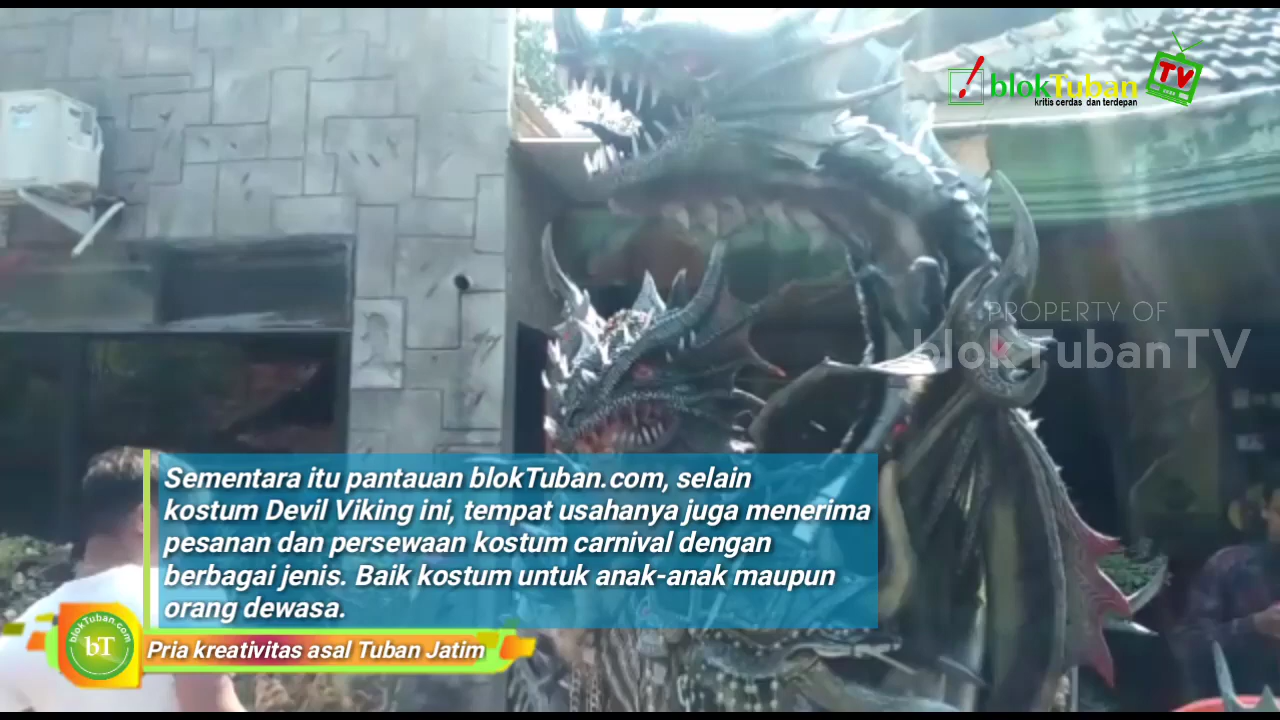 blokTuban TV
kritis cerdas dan terdepan
PROPERTY OF
blokTubanTV
Sementara itu pantauan blokTuban.com, selain
kostum Devil Viking ini, tempat usahanya juga menerima
pesanan dan persewaan kostum carnival dengan
berbagai jenis. Baik kostum untuk anak-anak maupun
orang dewasa.
blokTuban.com
bT
Pria kreativitas asal Tuban Jatim